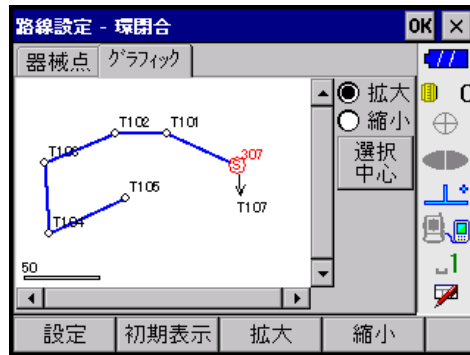 路線設定 - 環閉合
OK
器械点
グラフィック
T102
T101
T103
307
S
T105
T107
T104
50
拡大
縮小
選択
中心
設定
初期表示
拡大
縮小
1